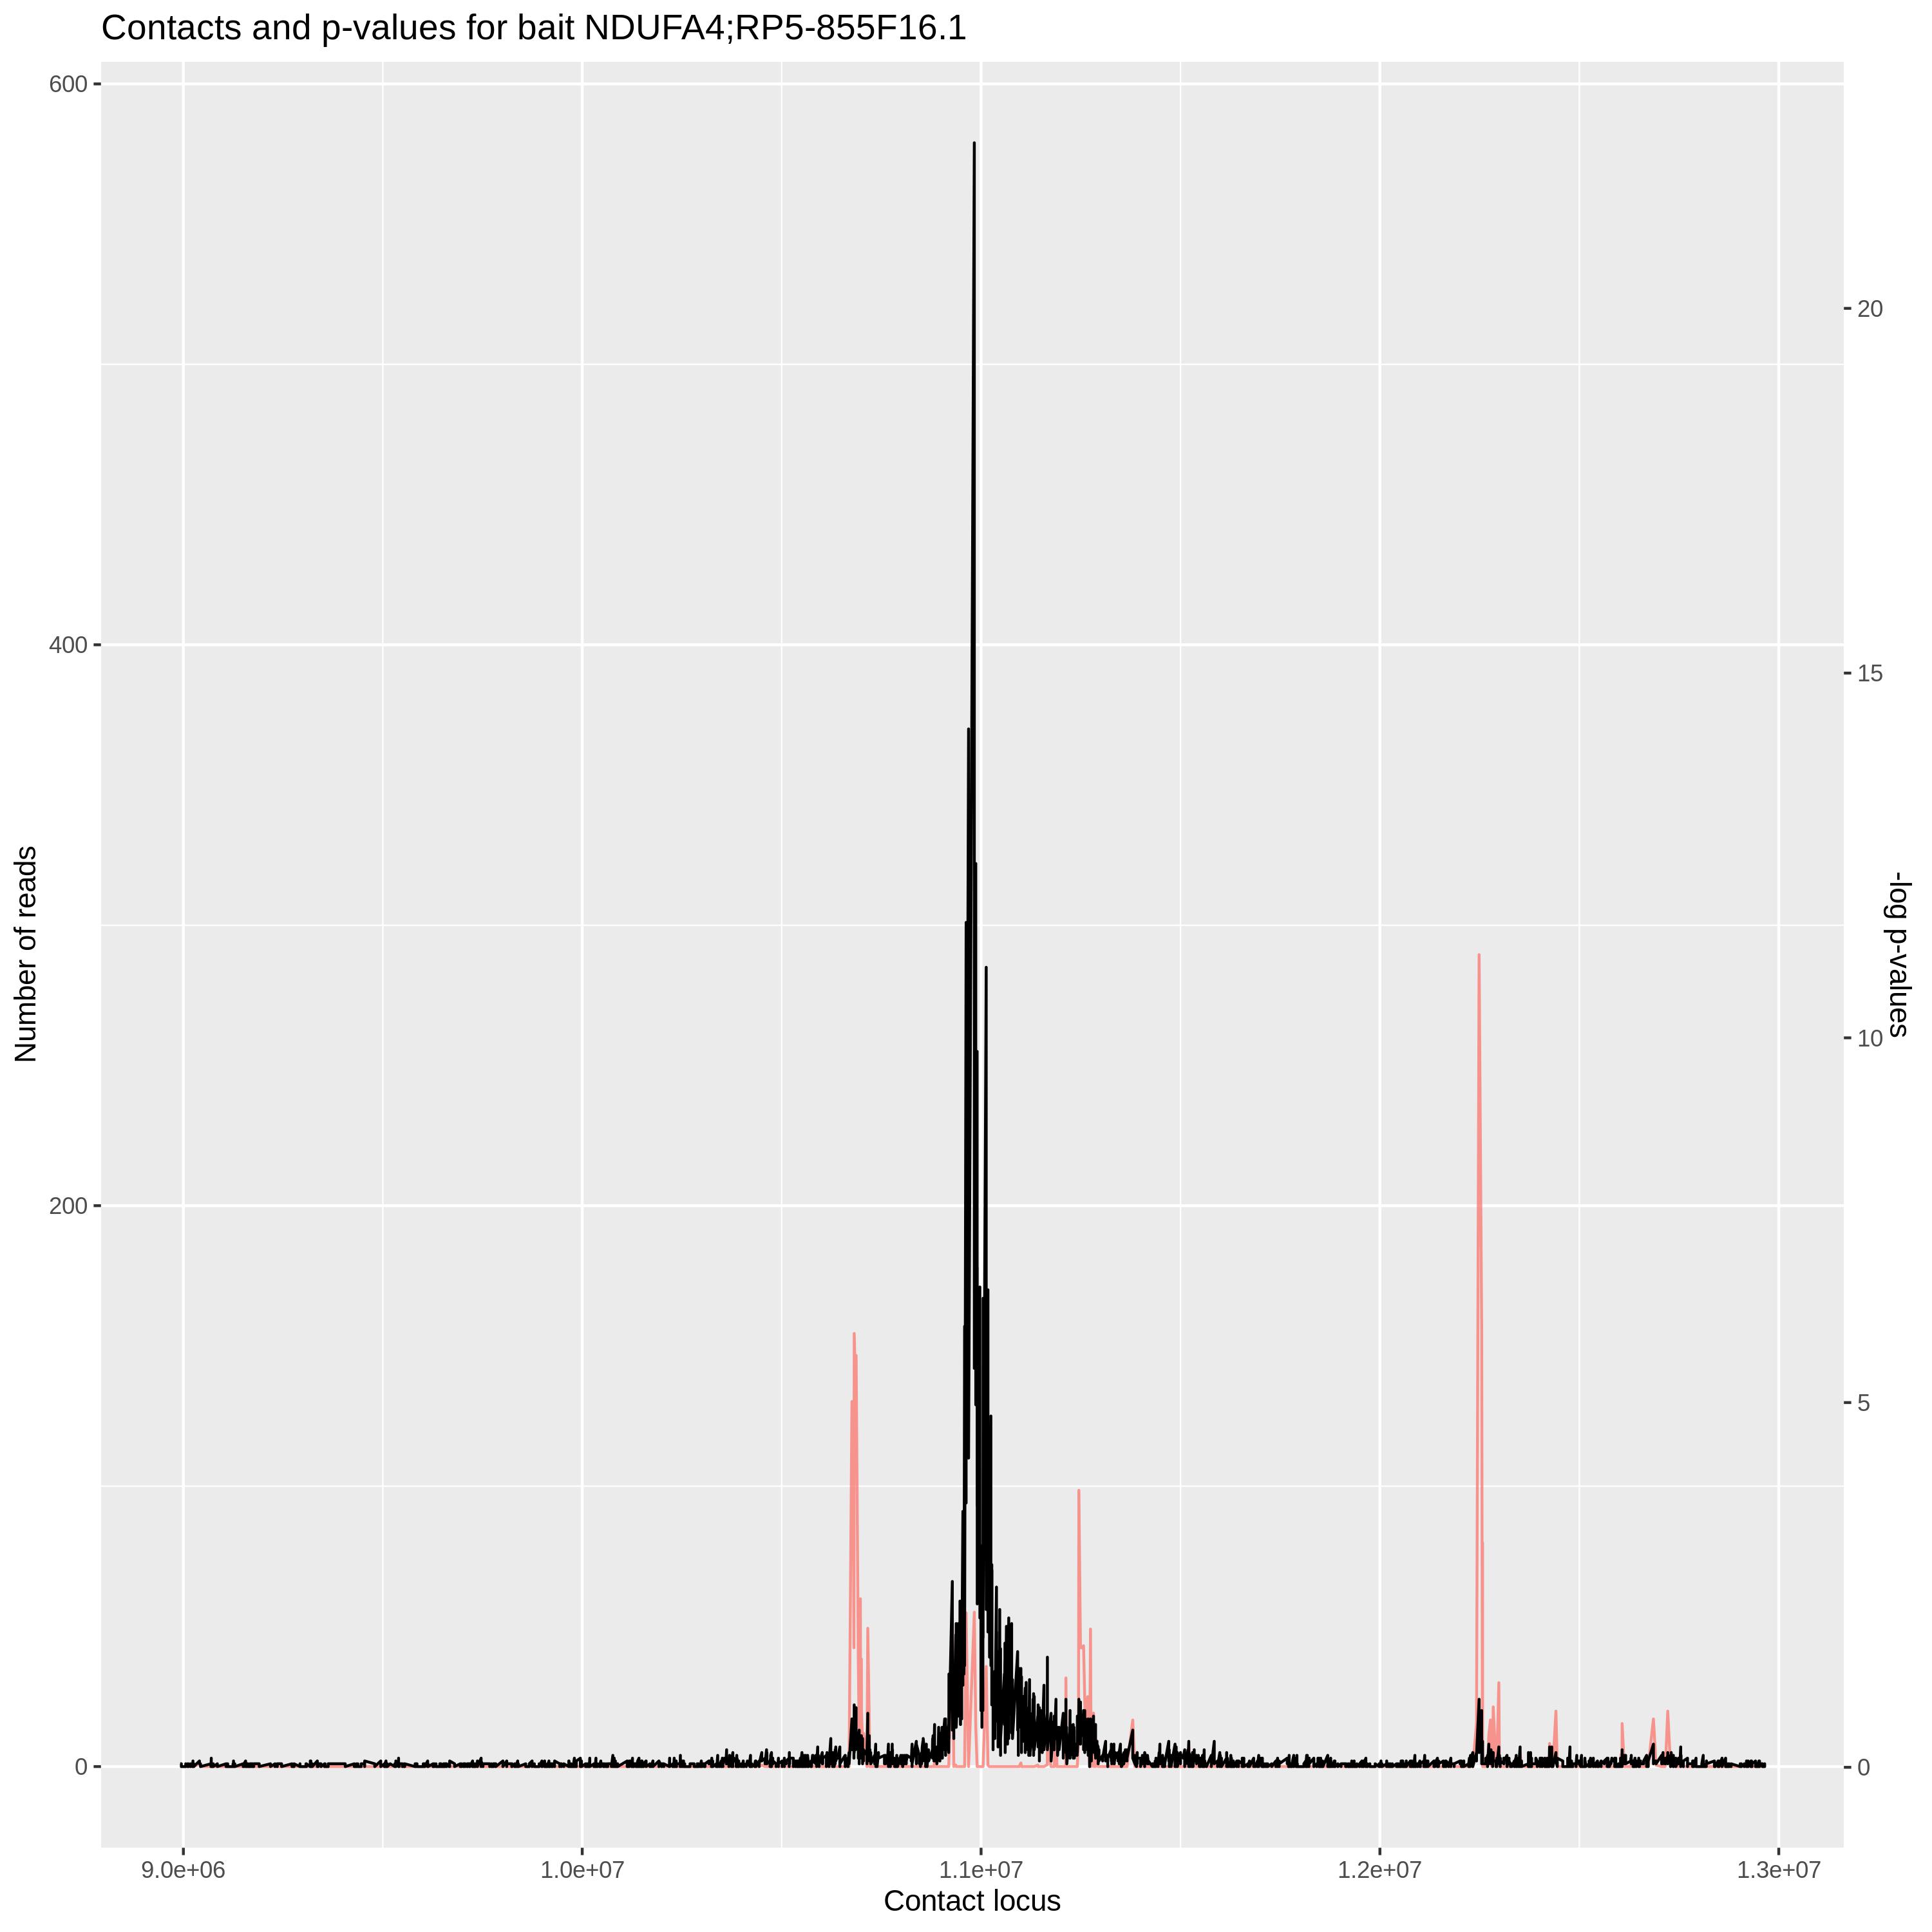 Contacts and p-values for bait NDUFA4;RP5-855F16.1
600
400
200
0
Number of reads
20
15
10
5
0
-log p-values
9.0e+06
1.0e+07
1.1e+07
1.2e+07
1.3e+07
Contact locus